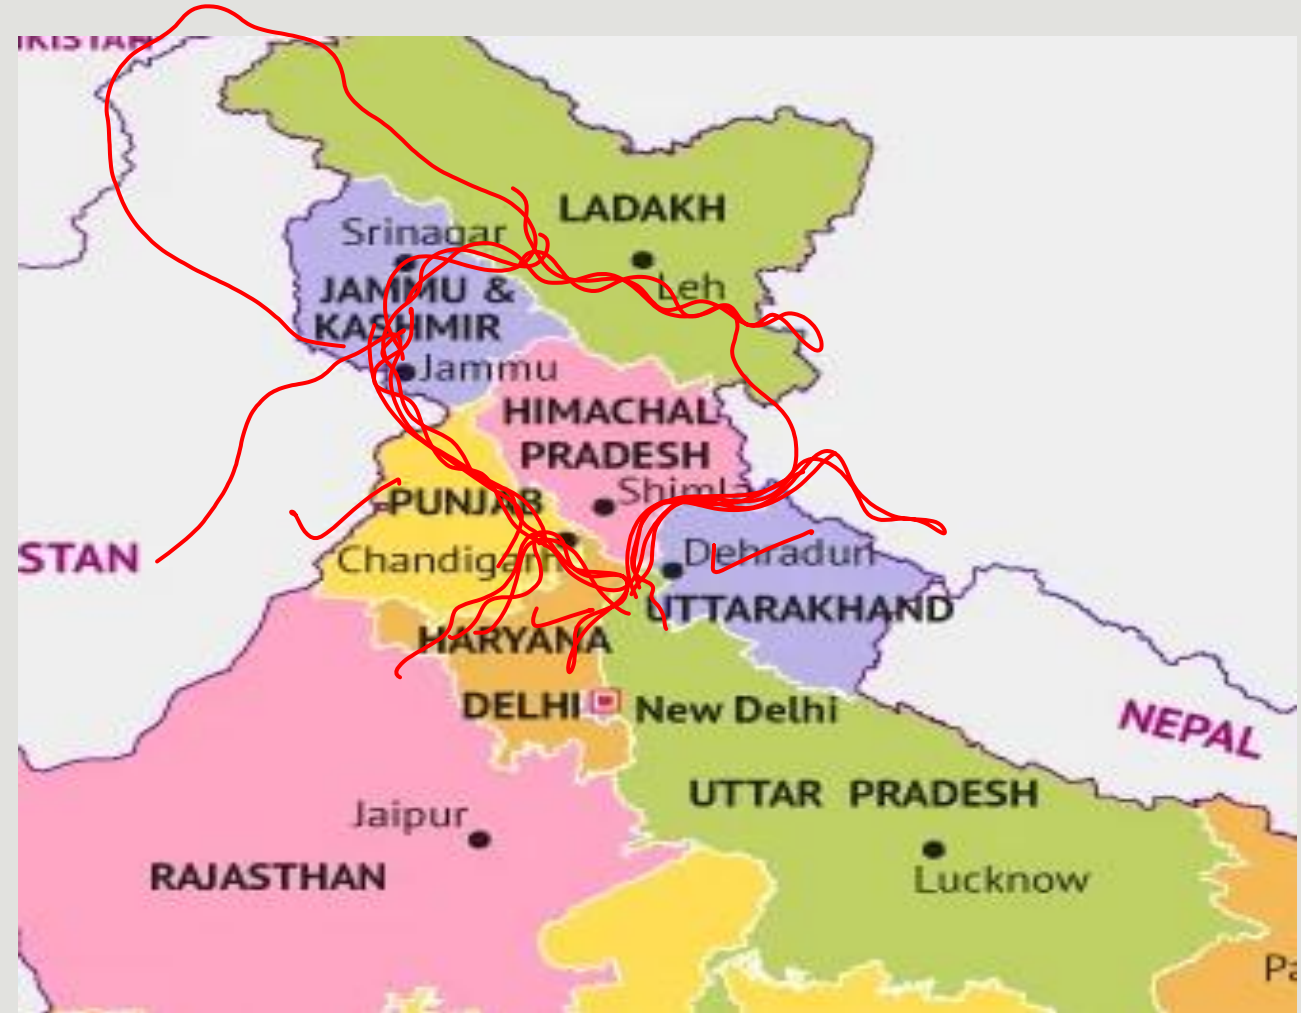 LADAKH
Srinagar
Leh
JAMMU &
KASHMIR
Jammu
HIMACHAL
PRADESH
Shimla
PUNJAB
Chandigarh
Dehradun
STAN
UTTARAKHAND
HARYANA
DELHI
New Delhi
NEPAL
UTTAR PRADESH
Jaipur
Lucknow
RAJASTHAN
Pa